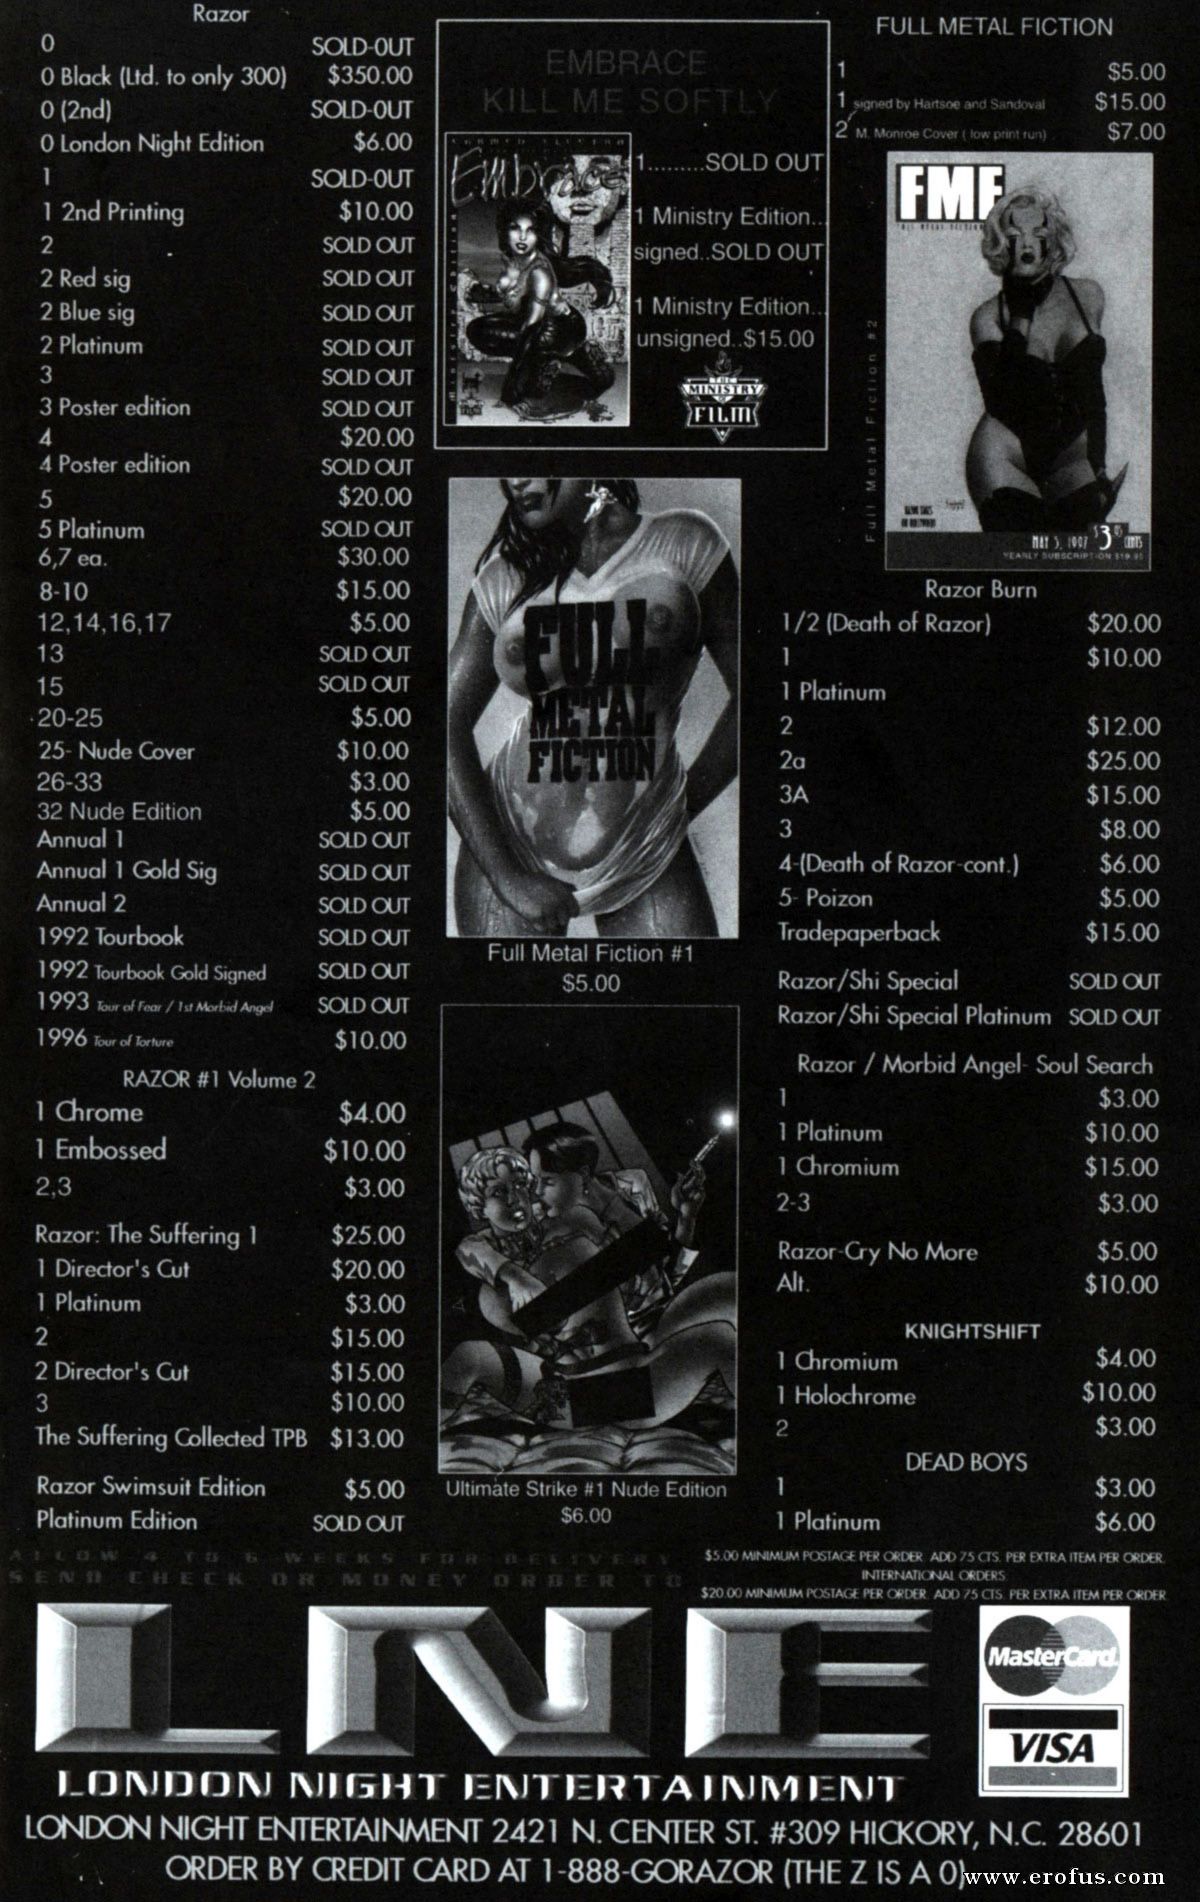 Razor
0 SOLD-OUT
0 Black (Ltd. to only 300) $350.00
0 (2nd) SOLD-OUT
0 London Night Edition $6.00
1 SOLD-OUT
1 2nd Printing $10.00
2 SOLD OUT
2 Red sig SOLD OUT
2 Blue sig SOLD OUT
2 Platinum SOLD OUT
3 SOLD OUT
3 Poster edition SOLD OUT
4 $20.00
4 Poster edition SOLD OUT
5 $20.00
5 Platinum SOLD OUT
6,7 ea. $30.00
8-10 $15.00
12,14,16,17 $5.00
13 SOLD OUT
15 SOLD OUT
20-25 $5.00
25- Nude Cover $10.00
26-33 $3.00
32 Nude Edition $5.00
Annual 1 SOLD OUT
Annual 1 Gold Sig SOLD OUT
Annual 2 SOLD OUT
1992 Tourbook SOLD OUT
1992 Tourbook Gold Signed SOLD OUT
1993 Tour of Fear / 1st Morbid Angel SOLD OUT
1996 Tour of Torture $10.00
RAZOR #1 Volume 2
1 Chrome $4.00
1 Embossed $10.00
2,3 $3.00
Razor: The Suffering 1 $25.00
1 Director's Cut $20.00
1 Platinum $3.00
2 $15.00
2 Director's Cut $15.00
3 $10.00
The Suffering Collected TPB $13.00
Razor Swimsuit Edition $5.00
Platinum Edition SOLD OUT
EMBRACE
KILL ME SOFTLY
Embrace
1.........SOLD OUT
1 Ministry Edition...
signed..SOLD OUT
1 Ministry Edition...
unsigned..$15.00
THE
MINISTRY
OF
FILM
FULL
METAL
FICTION
Full Metal Fiction #1
$5.00
Ultimate Strike #1 Nude Edition
$6.00
FULL METAL FICTION
1 $5.00
1 signed by Hartsoe and Sandoval $15.00
2 M. Monroe Cover ( low print run) $7.00
FMF
FULL METAL FICTION
Full Metal Fiction #2
MAY 5, 1997 $3.95 CENTS
YEARLY SUBSCRIPTION $19.95
Razor Burn
1/2 (Death of Razor) $20.00
1 $10.00
1 Platinum
2 $12.00
2a $25.00
3A $15.00
3 $8.00
4-(Death of Razor-cont.) $6.00
5- Poizon $5.00
Tradepaperback $15.00
Razor/Shi Special SOLD OUT
Razor/Shi Special Platinum SOLD OUT
Razor / Morbid Angel- Soul Search
1 $3.00
1 Platinum $10.00
1 Chromium $15.00
2-3 $3.00
Razor-Cry No More $5.00
Alt. $10.00
KNIGHTSHIFT
1 Chromium $4.00
1 Holochrome $10.00
2 $3.00
DEAD BOYS
1 $3.00
1 Platinum $6.00
ALLOW 4 TO 6 WEEKS FOR DELIVERY
SEND CHECK OR MONEY ORDER TO
$5.00 MINIMUM POSTAGE PER ORDER. ADD 75 CTS. PER EXTRA ITEM PER ORDER.
INTERNATIONAL ORDERS
$20.00 MINIMUM POSTAGE PER ORDER. ADD 75 CTS. PER EXTRA ITEM PER ORDER
LNE
MasterCard
VISA
LONDON NIGHT ENTERTAINMENT
LONDON NIGHT ENTERTAINMENT 2421 N. CENTER ST. #309 HICKORY, N.C. 28601
ORDER BY CREDIT CARD AT 1-888-GORAZOR (THE Z IS A 0)
www.erofus.com